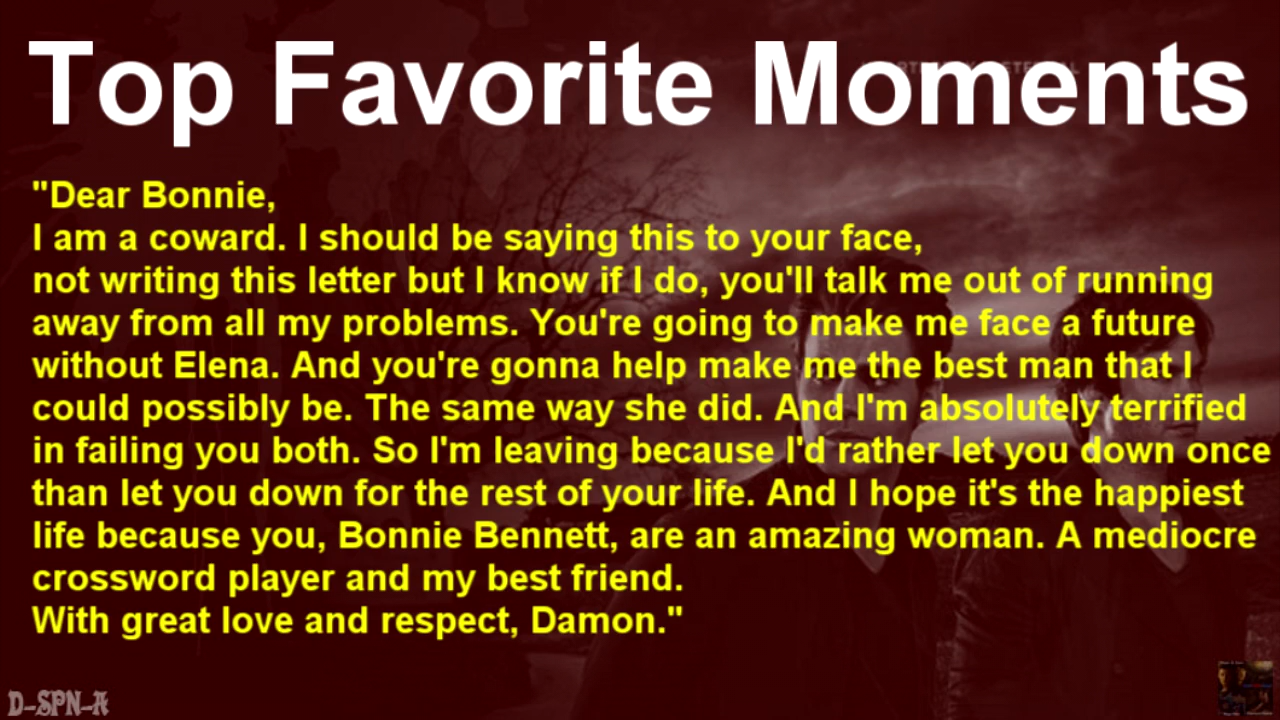 Top Favorite Moments
"Dear Bonnie,
I am a coward. I should be saying this to your face,
not writing this letter but I know if I do, you'll talk me out of running
away from all my problems. You're going to make me face a future
without Elena. And you're gonna help make me the best man that I
could possibly be. The same way she did. And I'm absolutely terrified
in failing you both. So I'm leaving because I'd rather let you down once
than let you down for the rest of your life. And I hope it's the happiest
life because you, Bonnie Bennett, are an amazing woman. A mediocre
crossword player and my best friend.
With great love and respect, Damon."
D-SPN-A